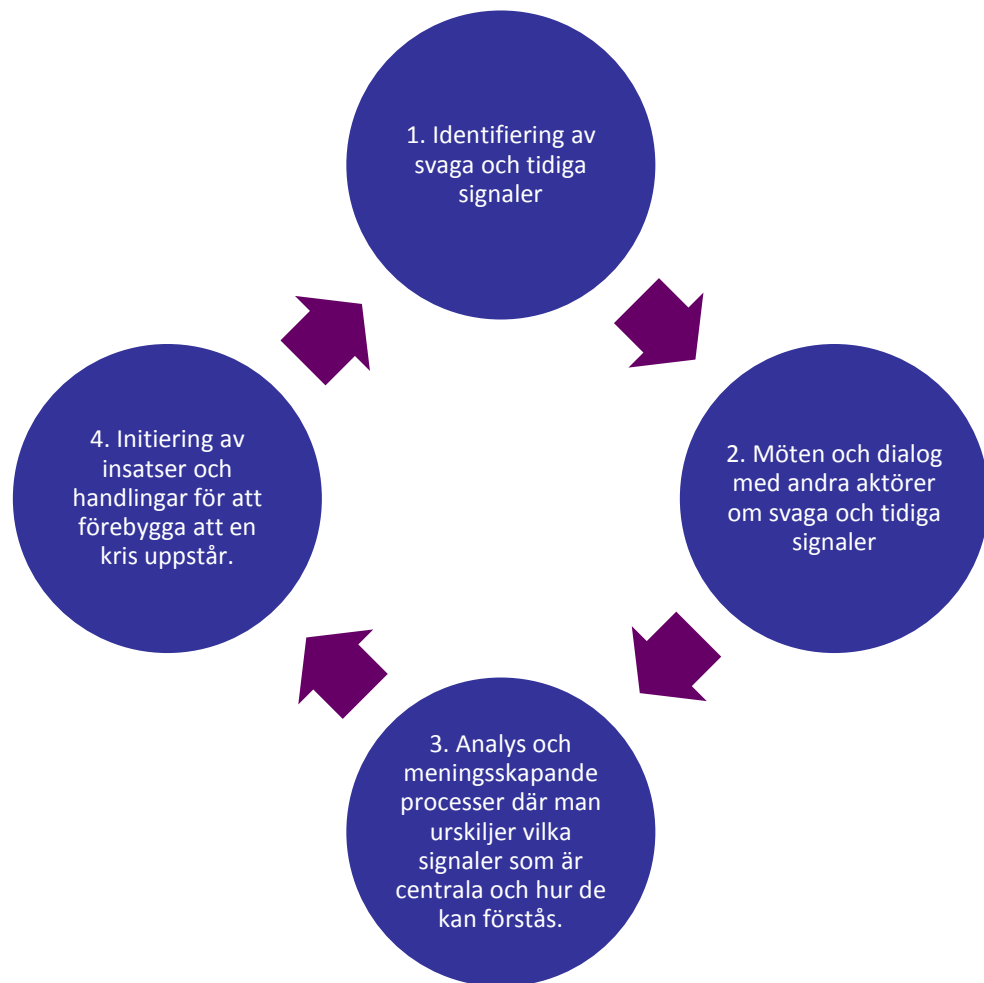 1. Identifiering av
svaga och tidiga
signaler
2. Möten och dialog
med andra aktörer
om svaga och tidiga
signaler
3. Analys och
meningsskapande
processer där man
urskiljer vilka
signaler som är
centrala och hur de
kan förstås.
4. Initiering av
insatser och
handlingar för att
förebygga att en
kris uppstår.